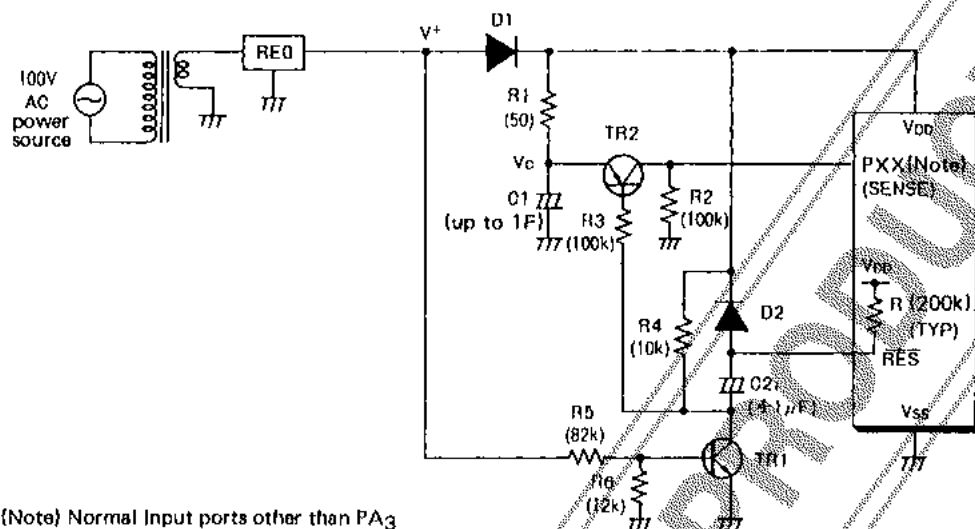 D1
V+
REG
100V
AC
power
source
R1
(50)
TR2
VDD
Vc
PXX(Note)
(SENSE)
C1
(up to 1F)
R3
(100k)
R2
(100k)
VDD
R (200k)
(TYP)
RES
D2
R4
(10k)
C2
R5
(82k)
VSS
TR1
R6
(12k)
(Note) Normal Input ports other than PA3